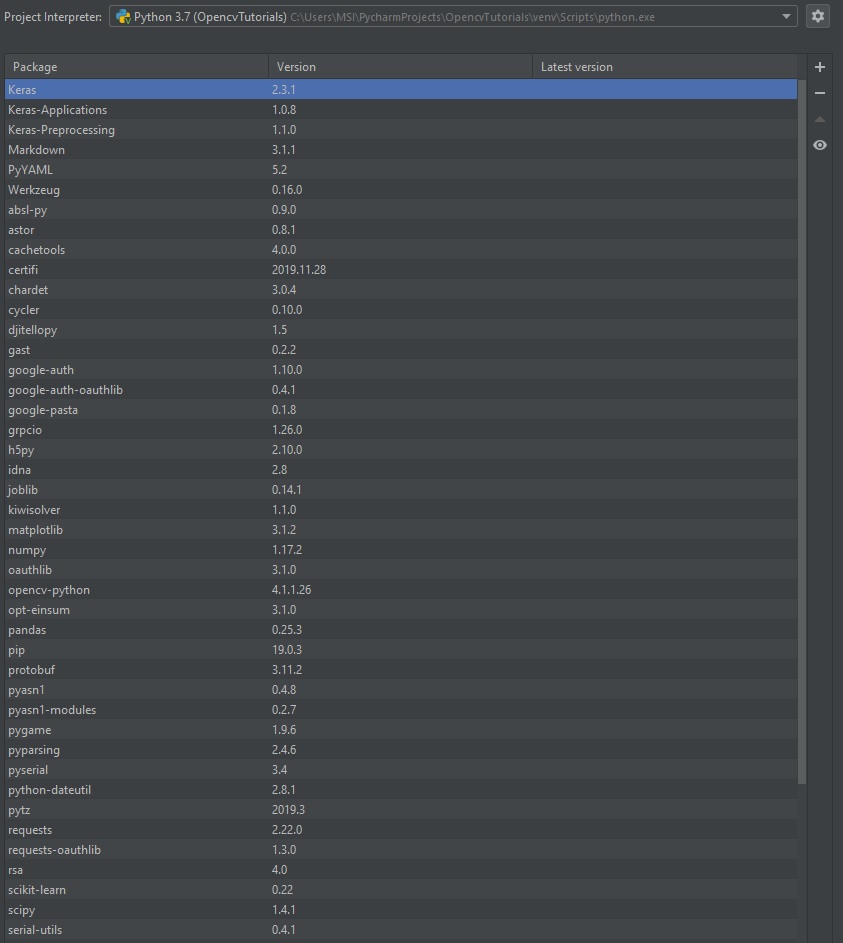 Project Interpreter: Python 3.7 (OpencvTutorials) C:\Users\MSI\PycharmProjects\OpencvTutorials\venv\Scripts\python.exe
Package Version Latest version
Keras 2.3.1
Keras-Applications 1.0.8
Keras-Preprocessing 1.1.0
Markdown 3.1.1
PyYAML 5.2
Werkzeug 0.16.0
absl-py 0.9.0
astor 0.8.1
cachetools 4.0.0
certifi 2019.11.28
chardet 3.0.4
cycler 0.10.0
djitellopy 1.5
gast 0.2.2
google-auth 1.10.0
google-auth-oauthlib 0.4.1
google-pasta 0.1.8
grpcio 1.26.0
h5py 2.10.0
idna 2.8
joblib 0.14.1
kiwisolver 1.1.0
matplotlib 3.1.2
numpy 1.17.2
oauthlib 3.1.0
opencv-python 4.1.1.26
opt-einsum 3.1.0
pandas 0.25.3
pip 19.0.3
protobuf 3.11.2
pyasn1 0.4.8
pyasn1-modules 0.2.7
pygame 1.9.6
pyparsing 2.4.6
pyserial 3.4
python-dateutil 2.8.1
pytz 2019.3
requests 2.22.0
requests-oauthlib 1.3.0
rsa 4.0
scikit-learn 0.22
scipy 1.4.1
serial-utils 0.4.1